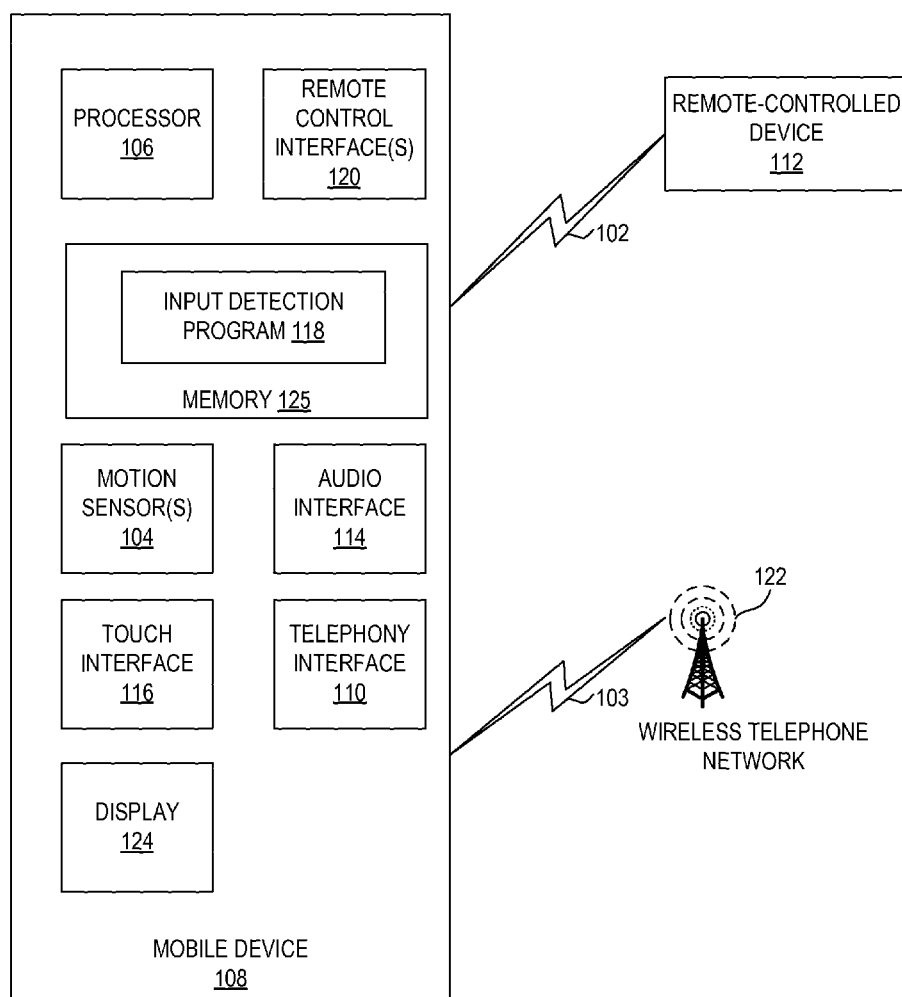 PROCESSOR
106
REMOTE
CONTROL
INTERFACE(S)
120
REMOTE-CONTROLLED
DEVICE
112
102
INPUT DETECTION
PROGRAM 118
MEMORY 125
MOTION
SENSOR(S)
104
AUDIO
INTERFACE
114
TOUCH
INTERFACE
116
TELEPHONY
INTERFACE
110
122
103
WIRELESS TELEPHONE
NETWORK
DISPLAY
124
MOBILE DEVICE
108